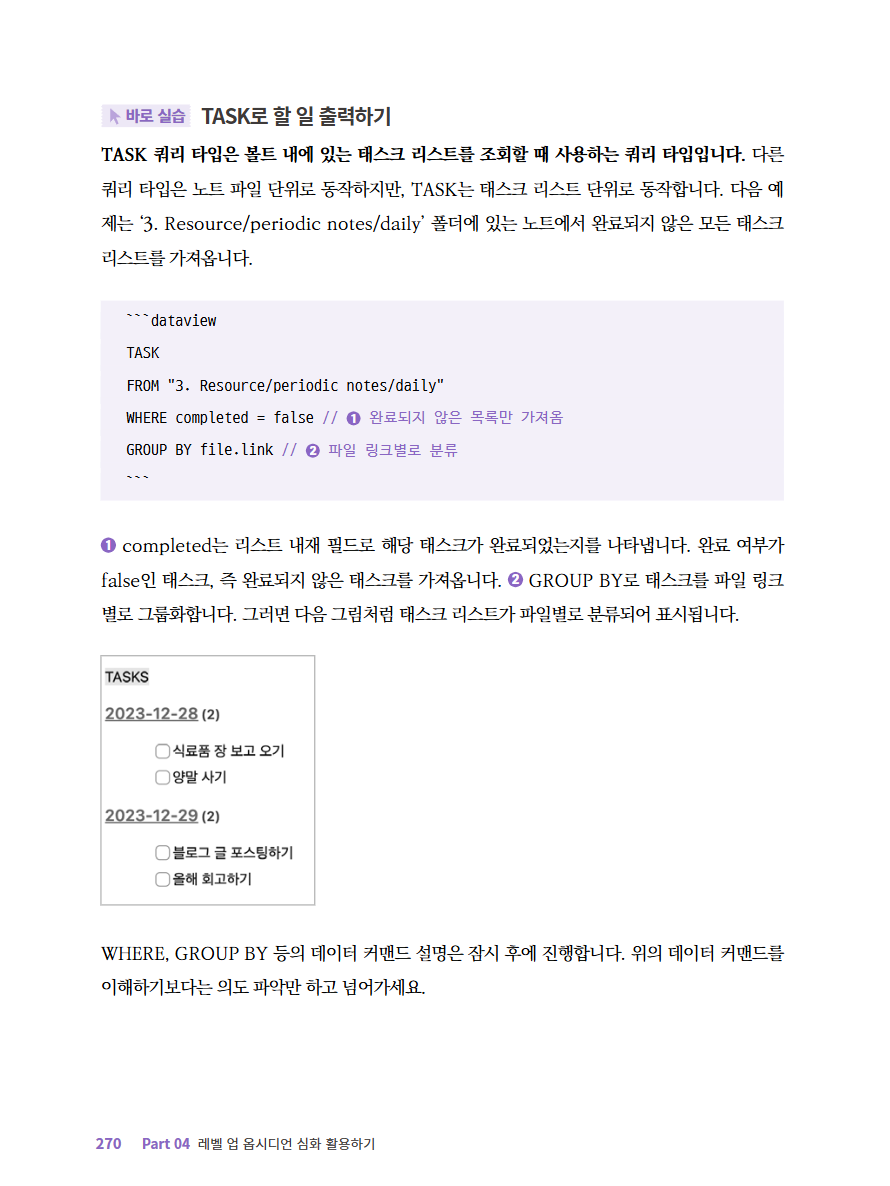 바로 실습 TASK로 할 일 출력하기
TASK 쿼리 타입은 볼트 내에 있는 태스크 리스트를 조회할 때 사용하는 쿼리 타입입니다. 다른
쿼리 타입은 노트 파일 단위로 동작하지만, TASK는 태스크 리스트 단위로 동작합니다. 다음 예
제는 ‘3. Resource/periodic notes/daily’ 폴더에 있는 노트에서 완료되지 않은 모든 태스크
리스트를 가져옵니다.
```dataview
TASK
FROM "3. Resource/periodic notes/daily"
WHERE completed = false // ❶ 완료되지 않은 목록만 가져옴
GROUP BY file.link // ❷ 파일 링크별로 분류
```
❶ completed는 리스트 내재 필드로 해당 태스크가 완료되었는지를 나타냅니다. 완료 여부가
false인 태스크, 즉 완료되지 않은 태스크를 가져옵니다. ❷ GROUP BY로 태스크를 파일 링크
별로 그룹화합니다. 그러면 다음 그림처럼 태스크 리스트가 파일별로 분류되어 표시됩니다.
TASKS
2023-12-28 (2)
식료품 장 보고 오기
양말 사기
2023-12-29 (2)
블로그 글 포스팅하기
올해 회고하기
WHERE, GROUP BY 등의 데이터 커맨드 설명은 잠시 후에 진행합니다. 위의 데이터 커맨드를
이해하기보다는 의도 파악만 하고 넘어가세요.
270 Part 04 레벨 업 옵시디언 심화 활용하기